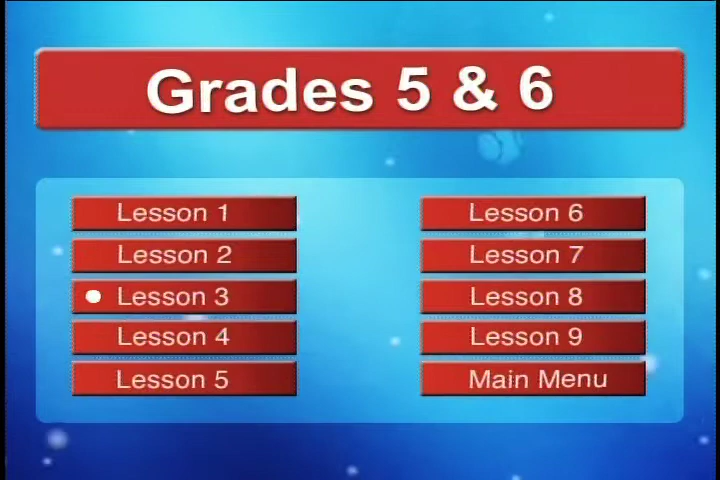 Grades 5 & 6
Lesson 1
Lesson 2
Lesson 3
Lesson 4
Lesson 5
Lesson 6
Lesson 7
Lesson 8
Lesson 9
Main Menu